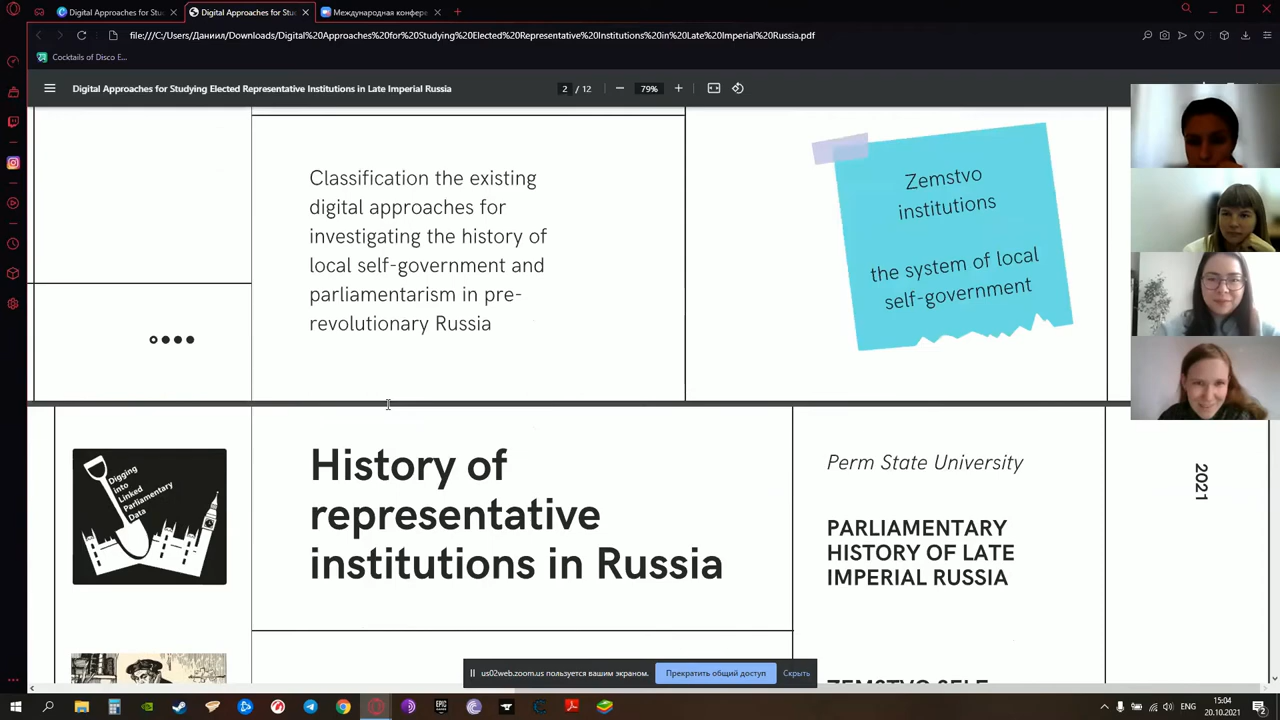 Digital Approaches for Stu
Digital Approaches for Stu
Международная конфере
file:///C:/Users/Даниил/Downloads/Digital%20Approaches%20for%20Studying%20Elected%20Representative%20Institutions%20in%20Late%20Imperial%20Russia.pdf
Cocktails of Disco E...
Digital Approaches for Studying Elected Representative Institutions in Late Imperial Russia
2 / 12
79%
Classification the existing
digital approaches for
investigating the history of
local self-government and
parliamentarism in pre-
revolutionary Russia
Zemstvo
institutions
the system of local
self-government
Digging
into
Linked
Parliamentary
Data
History of
representative
institutions in Russia
Perm State University
PARLIAMENTARY
HISTORY OF LATE
IMPERIAL RUSSIA
2021
ZEMSTVO SELF
us02web.zoom.us пользуется вашим экраном.
Прекратить общий доступ
Скрыть
EPIC
ENG
15:04
20.10.2021